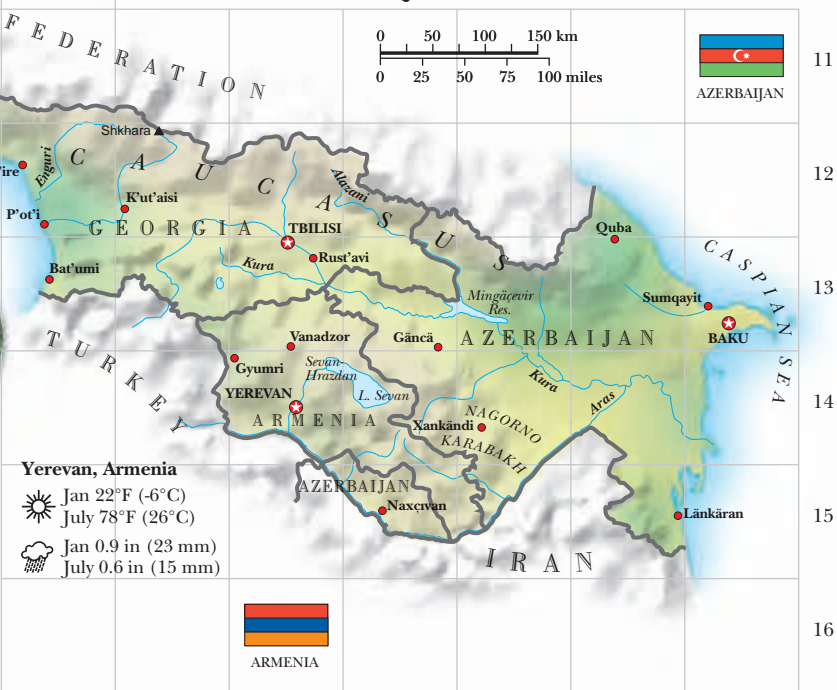 FEDERATION
0 50 100 150 km
0 25 50 75 100 miles
11
AZERBAIJAN
Shkhara
CAUCASUS
Enguri
Alazani
12
K'ut'aisi
P'ot'i
GEORGIA
TBILISI
Quba
Rust'avi
Kura
CASPIAN SEA
Bat'umi
13
Mingäçevir
Res.
Sumqayit
BAKU
TURKEY
Vanadzor
Gäncä
AZERBAIJAN
Gyumri
Sevan-
Hrazdan
Kura
YEREVAN
L. Sevan
Aras
14
ARMENIA
Xankändi
NAGORNO
KARABAKH
Yerevan, Armenia
Jan 22°F (-6°C)
July 78°F (26°C)
AZERBAIJAN
Naxçıvan
Länkäran
15
Jan 0.9 in (23 mm)
July 0.6 in (15 mm)
IRAN
16
ARMENIA